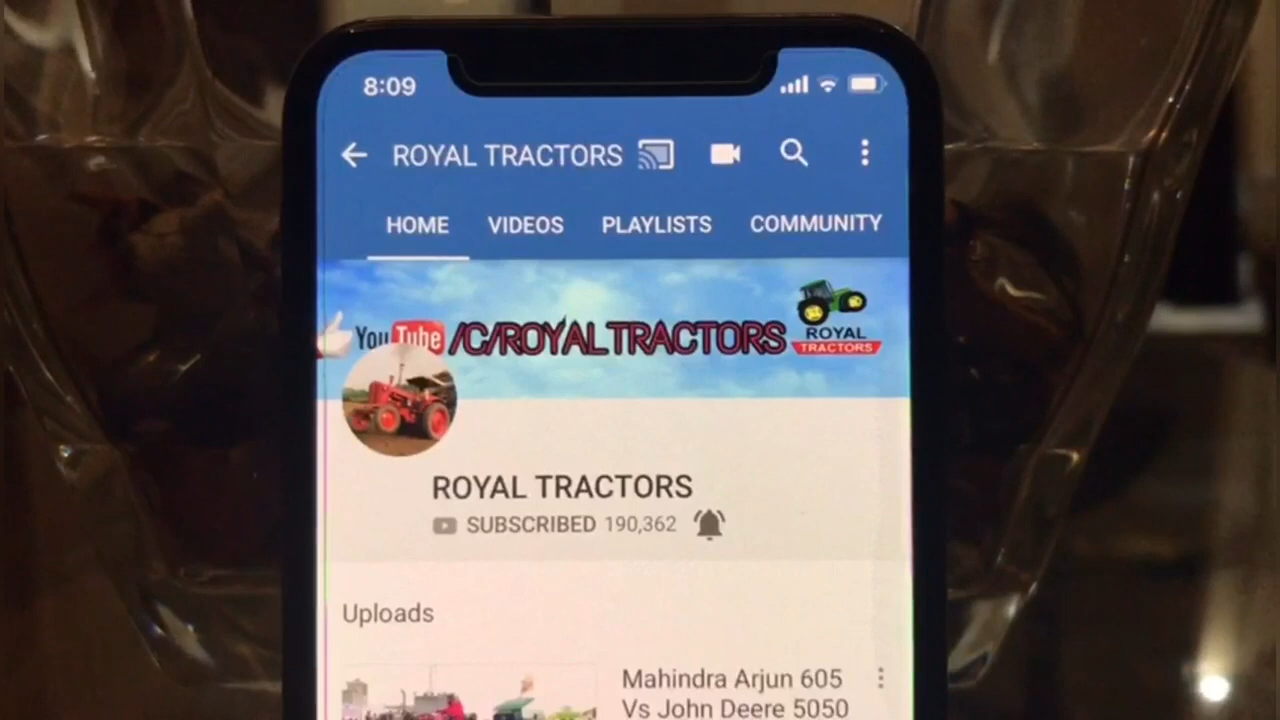 8:09
ROYAL TRACTORS
HOME VIDEOS PLAYLISTS COMMUNITY
YouTube /C/ROYALTRACTORS
ROYAL
TRACTORS
ROYAL TRACTORS
SUBSCRIBED 190,362
Uploads
Mahindra Arjun 605
Vs John Deere 5050